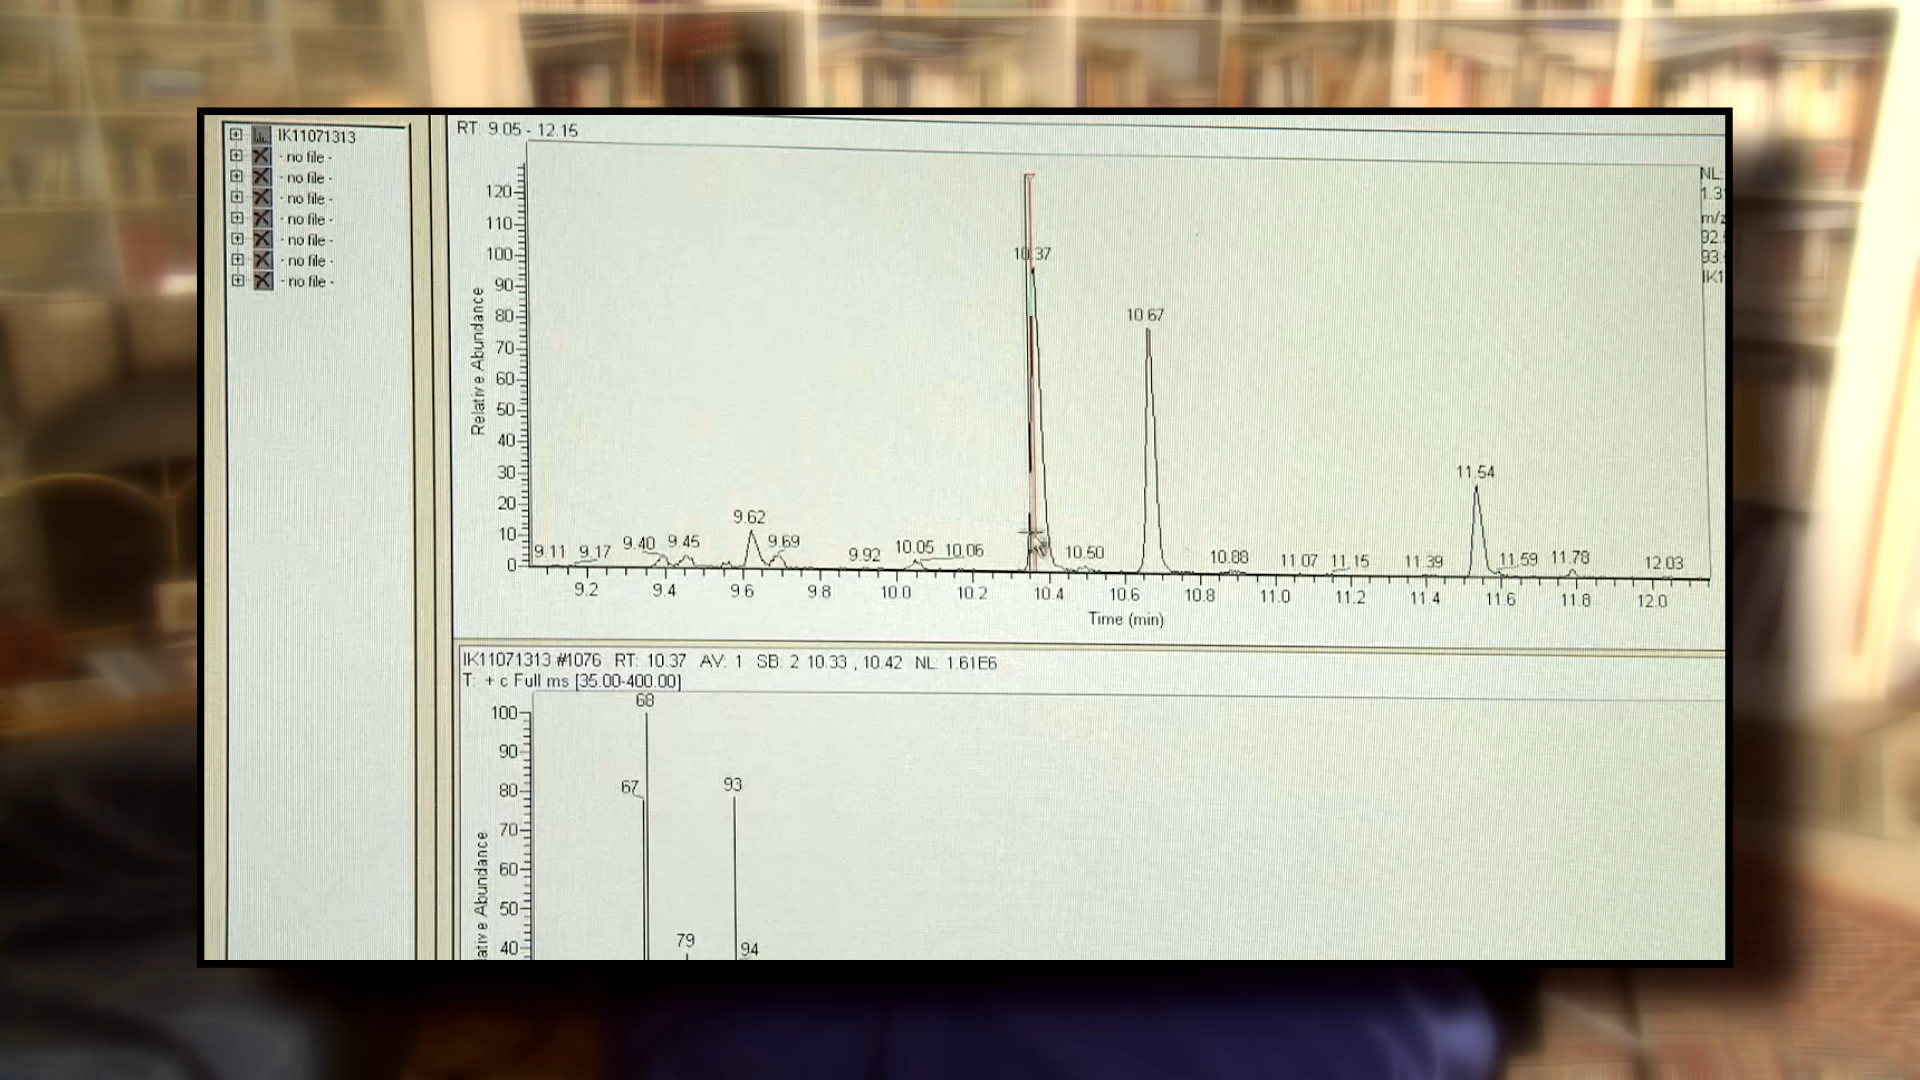 IK11071313
- no file -
- no file -
- no file -
- no file -
- no file -
- no file -
- no file -
RT: 9.05 - 12.15
NL:
1.3
m/z
92.
93.
IK1
Relative Abundance
120
110
100
90
80
70
60
50
40
30
20
10
0
10.37
10.67
11.54
9.62
9.11 9.17 9.40 9.45 9.69 9.92 10.05 10.06 10.50 10.88 11.07 11.15 11.39 11.59 11.78 12.03
9.2 9.4 9.6 9.8 10.0 10.2 10.4 10.6 10.8 11.0 11.2 11.4 11.6 11.8 12.0
Time (min)
IK11071313 #1076 RT: 10.37 AV: 1 SB: 2 10.33 , 10.42 NL: 1.61E6
T: + c Full ms [35.00-400.00]
ative Abundance
100
90
80
70
60
50
40
68
67
93
79
94